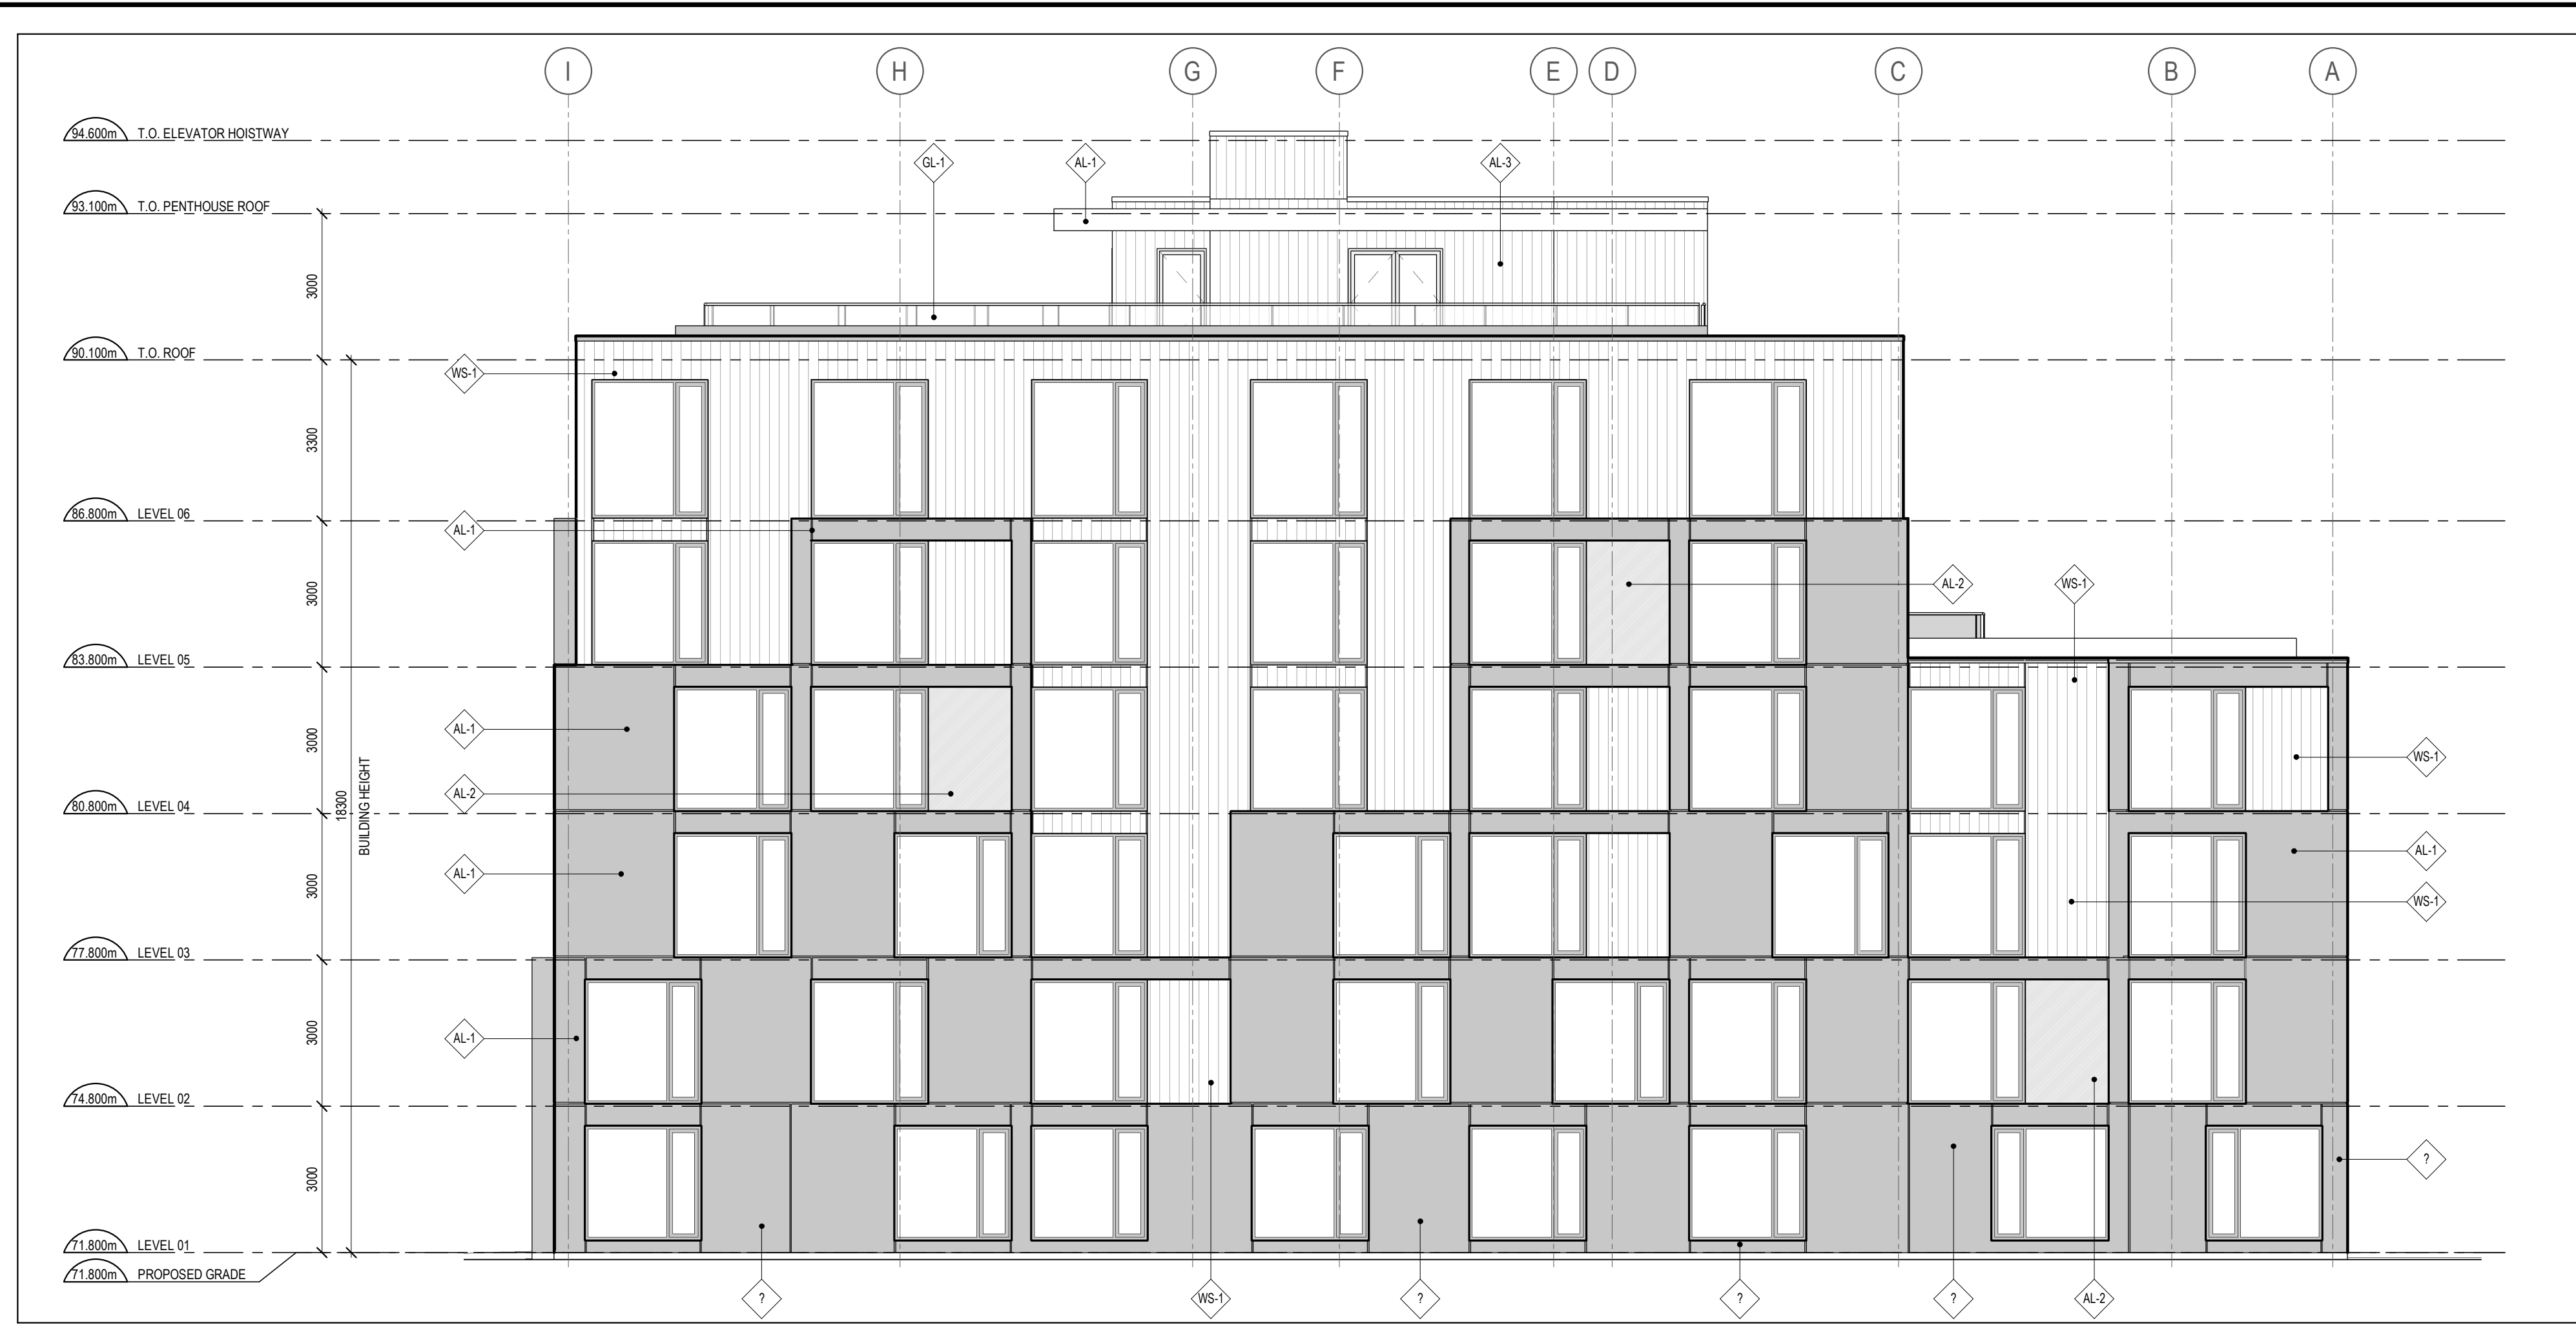 I H G F E D C B A
94.600m T.O. ELEVATOR HOISTWAY
GL-1 AL-1 AL-3
93.100m T.O. PENTHOUSE ROOF
3000
90.100m T.O. ROOF
WS-1
3300
86.800m LEVEL 06
AL-1
3000
AL-2 WS-1
83.800m LEVEL 05
3000
AL-1
WS-1
AL-2
80.800m LEVEL 04
18300
BUILDING HEIGHT
AL-1
3000
AL-1
WS-1
77.800m LEVEL 03
3000
AL-1
74.800m LEVEL 02
3000
?
71.800m LEVEL 01
71.800m PROPOSED GRADE
? WS-1 ? ? ? AL-2